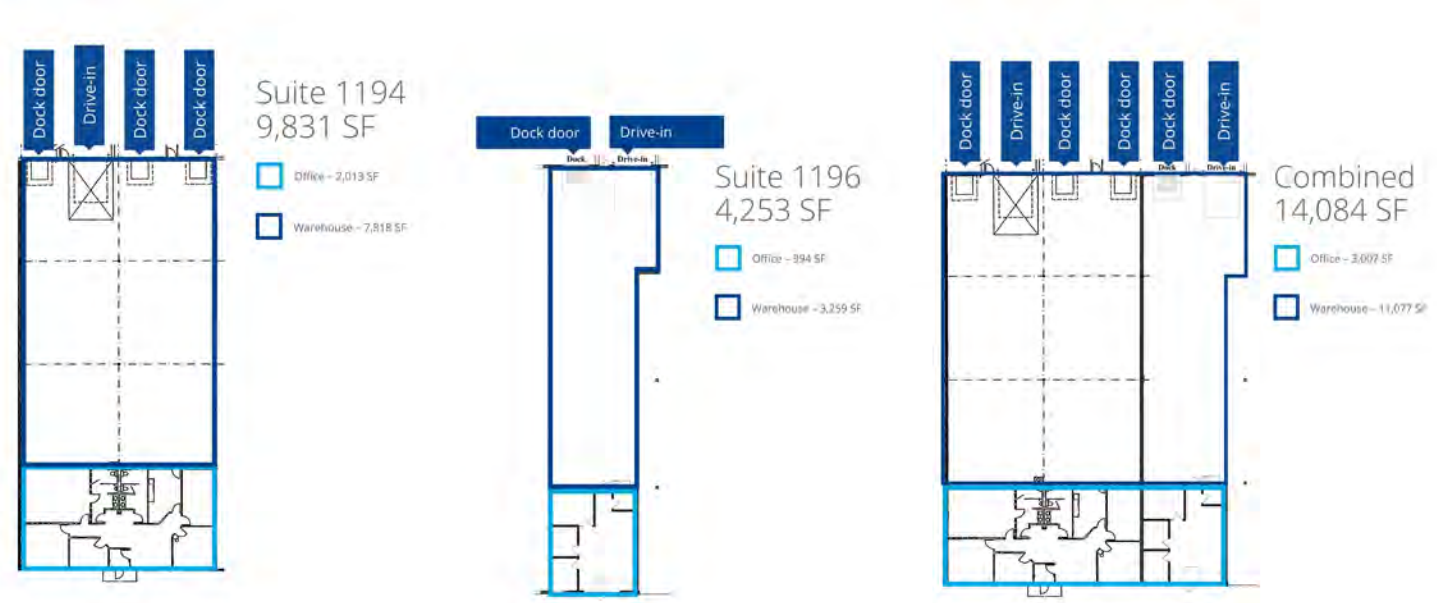 Dock door
Drive-in
Dock door
Dock door
Suite 1194
9,831 SF
Office – 2,013 SF
Warehouse – 7,818 SF
Dock door
Drive-in
Dock
Drive-in
Suite 1196
4,253 SF
Office – 994 SF
Warehouse – 3,259 SF
Dock door
Drive-in
Dock door
Dock door
Dock door
Drive-in
Dock
Drive-in
Combined
14,084 SF
Office – 3,007 SF
Warehouse – 11,077 SF